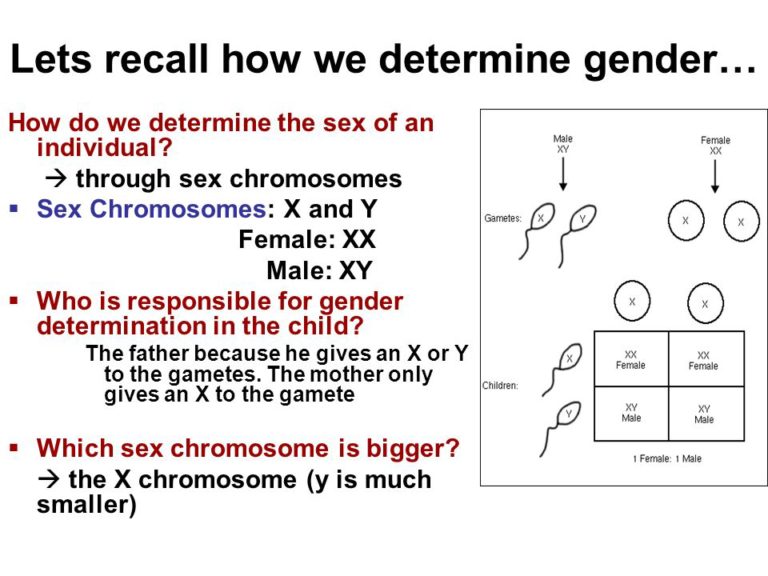 Lets recall how we determine gender…
How do we determine the sex of an
individual?
→ through sex chromosomes
▪ Sex Chromosomes: X and Y
Female: XX
Male: XY
▪ Who is responsible for gender
determination in the child?
The father because he gives an X or Y
to the gametes. The mother only
gives an X to the gamete
▪ Which sex chromosome is bigger?
→ the X chromosome (y is much
smaller)
Male
XY
Female
XX
Gametes:
X
Y
X
X
X
X
Children:
X
XX
Female
XX
Female
Y
XY
Male
XY
Male
1 Female: 1 Male